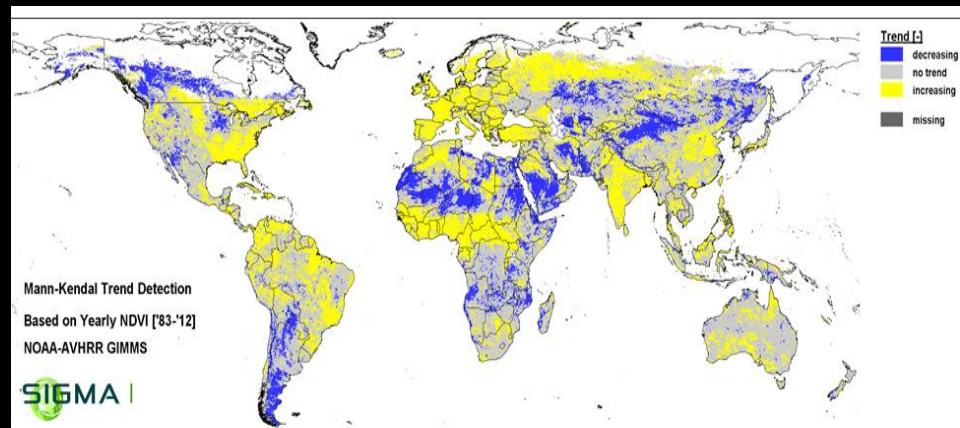 Trend [-]
decreasing
no trend
increasing
missing
Mann-Kendal Trend Detection
Based on Yearly NDVI ['83-'12]
NOAA-AVHRR GIMMS
SIGMA